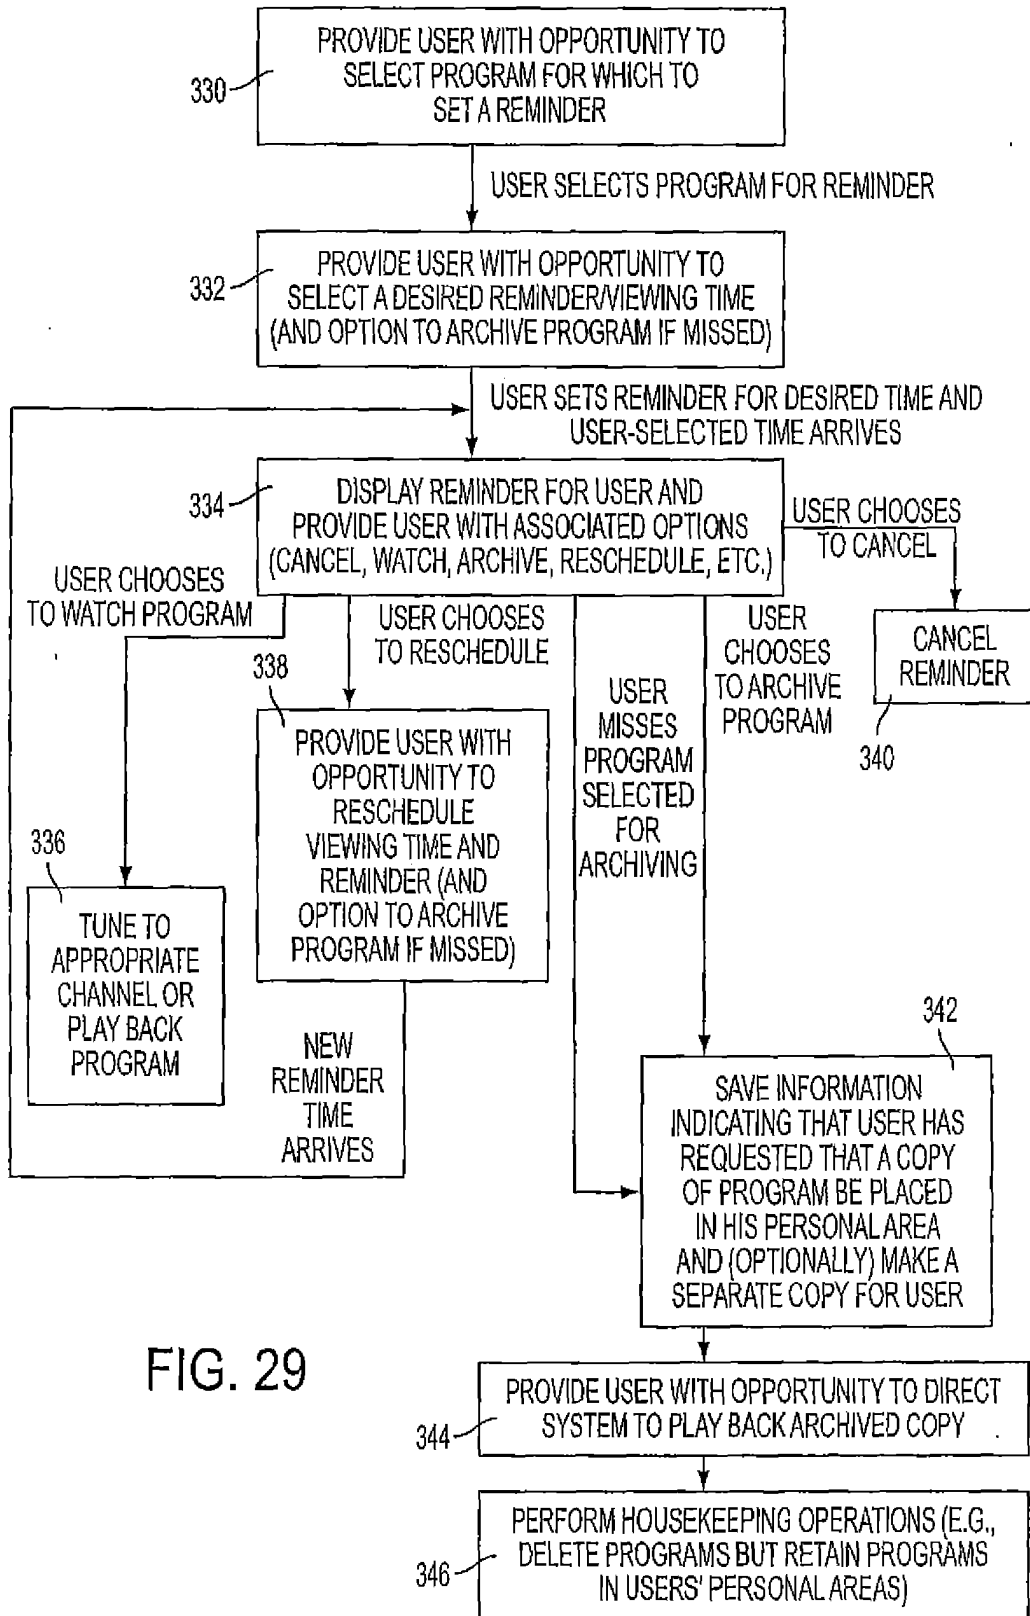 PROVIDE USER WITH OPPORTUNITY TO
SELECT PROGRAM FOR WHICH TO
SET A REMINDER
330
USER SELECTS PROGRAM FOR REMINDER
PROVIDE USER WITH OPPORTUNITY TO
SELECT A DESIRED REMINDER/VIEWING TIME
(AND OPTION TO ARCHIVE PROGRAM IF MISSED)
332
USER SETS REMINDER FOR DESIRED TIME AND
USER-SELECTED TIME ARRIVES
334
DISPLAY REMINDER FOR USER AND
PROVIDE USER WITH ASSOCIATED OPTIONS
(CANCEL, WATCH, ARCHIVE, RESCHEDULE, ETC.)
USER CHOOSES
TO CANCEL
CANCEL
REMINDER
340
USER CHOOSES
TO WATCH PROGRAM
336
TUNE TO
APPROPRIATE
CHANNEL OR
PLAY BACK
PROGRAM
USER CHOOSES
TO RESCHEDULE
338
PROVIDE USER WITH
OPPORTUNITY TO
RESCHEDULE
VIEWING TIME AND
REMINDER (AND
OPTION TO ARCHIVE
PROGRAM IF MISSED)
NEW
REMINDER
TIME
ARRIVES
USER
MISSES
PROGRAM
SELECTED
FOR
ARCHIVING
USER
CHOOSES
TO ARCHIVE
PROGRAM
342
SAVE INFORMATION
INDICATING THAT USER HAS
REQUESTED THAT A COPY
OF PROGRAM BE PLACED
IN HIS PERSONAL AREA
AND (OPTIONALLY) MAKE A
SEPARATE COPY FOR USER
FIG. 29
PROVIDE USER WITH OPPORTUNITY TO DIRECT
SYSTEM TO PLAY BACK ARCHIVED COPY
344
PERFORM HOUSEKEEPING OPERATIONS (E.G.,
DELETE PROGRAMS BUT RETAIN PROGRAMS
IN USERS' PERSONAL AREAS)
346